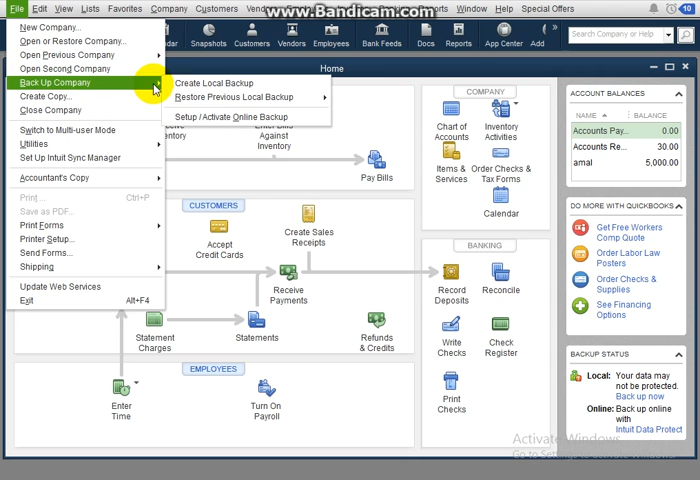 File Edit View Lists Favorites Company Customers Vendors Reports Window Help Special Offers
www.Bandicam.com
10
Snapshots Customers Vendors Employees Bank Feeds Docs Reports App Center Add
Search Company or Help
Home
New Company...
Open or Restore Company...
Open Previous Company
Open Second Company
Back Up Company
Create Copy...
Close Company
Switch to Multi-user Mode
Utilities
Set Up Intuit Sync Manager
Accountant's Copy
Print ... Ctrl+P
Save as PDF...
Print Forms
Printer Setup...
Send Forms...
Shipping
Update Web Services
Exit Alt+F4
Create Local Backup
Restore Previous Local Backup
Setup / Activate Online Backup
Inventory
Against
Inventory
Pay Bills
CUSTOMERS
Accept
Credit Cards
Create Sales
Receipts
Receive
Payments
Statement
Charges
Statements
Refunds
& Credits
EMPLOYEES
Enter
Time
Turn On
Payroll
COMPANY
Chart of
Accounts
Inventory
Activities
Items &
Services
Order Checks
& Tax Forms
Calendar
BANKING
Record
Deposits
Reconcile
Write
Checks
Check
Register
Print
Checks
ACCOUNT BALANCES
NAME BALANCE
Accounts Pay... 0.00
Accounts Re... 30.00
amal 5,000.00
DO MORE WITH QUICKBOOKS
Get Free Workers
Comp Quote
Order Labor Law
Posters
Order Checks &
Supplies
See Financing
Options
BACKUP STATUS
Local: Your data may
not be protected.
Back up now
Online: Back up online
with
Intuit Data Protect
Activate Windows
Go to Settings to activate Windows.